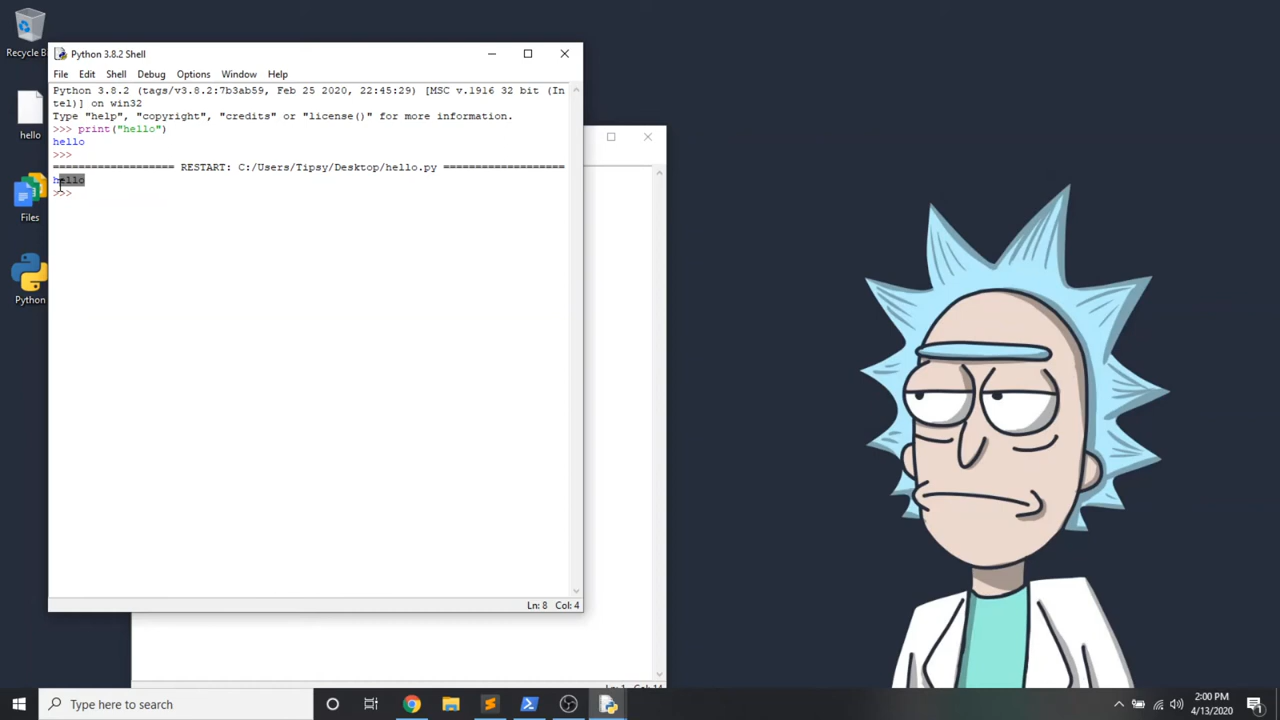 Recycle B
Python 3.8.2 Shell
File Edit Shell Debug Options Window Help
Python 3.8.2 (tags/v3.8.2:7b3ab59, Feb 25 2020, 22:45:29) [MSC v.1916 32 bit (In
tel)] on win32
Type "help", "copyright", "credits" or "license()" for more information.
>>> print("hello")
hello
>>>
=================== RESTART: C:/Users/Tipsy/Desktop/hello.py ===================
hello
>>>
hello
Files
Python
Ln: 8 Col: 4
Type here to search
2:00 PM
4/13/2020